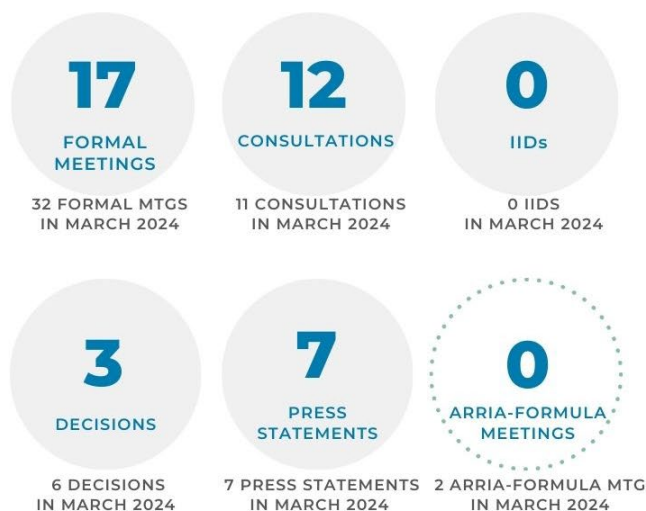 17
FORMAL
MEETINGS
32 FORMAL MTGS
IN MARCH 2024
12
CONSULTATIONS
11 CONSULTATIONS
IN MARCH 2024
0
IIDs
0 IIDS
IN MARCH 2024
3
DECISIONS
6 DECISIONS
IN MARCH 2024
7
PRESS
STATEMENTS
7 PRESS STATEMENTS
IN MARCH 2024
0
ARRIA-FORMULA
MEETINGS
2 ARRIA-FORMULA MTG
IN MARCH 2024